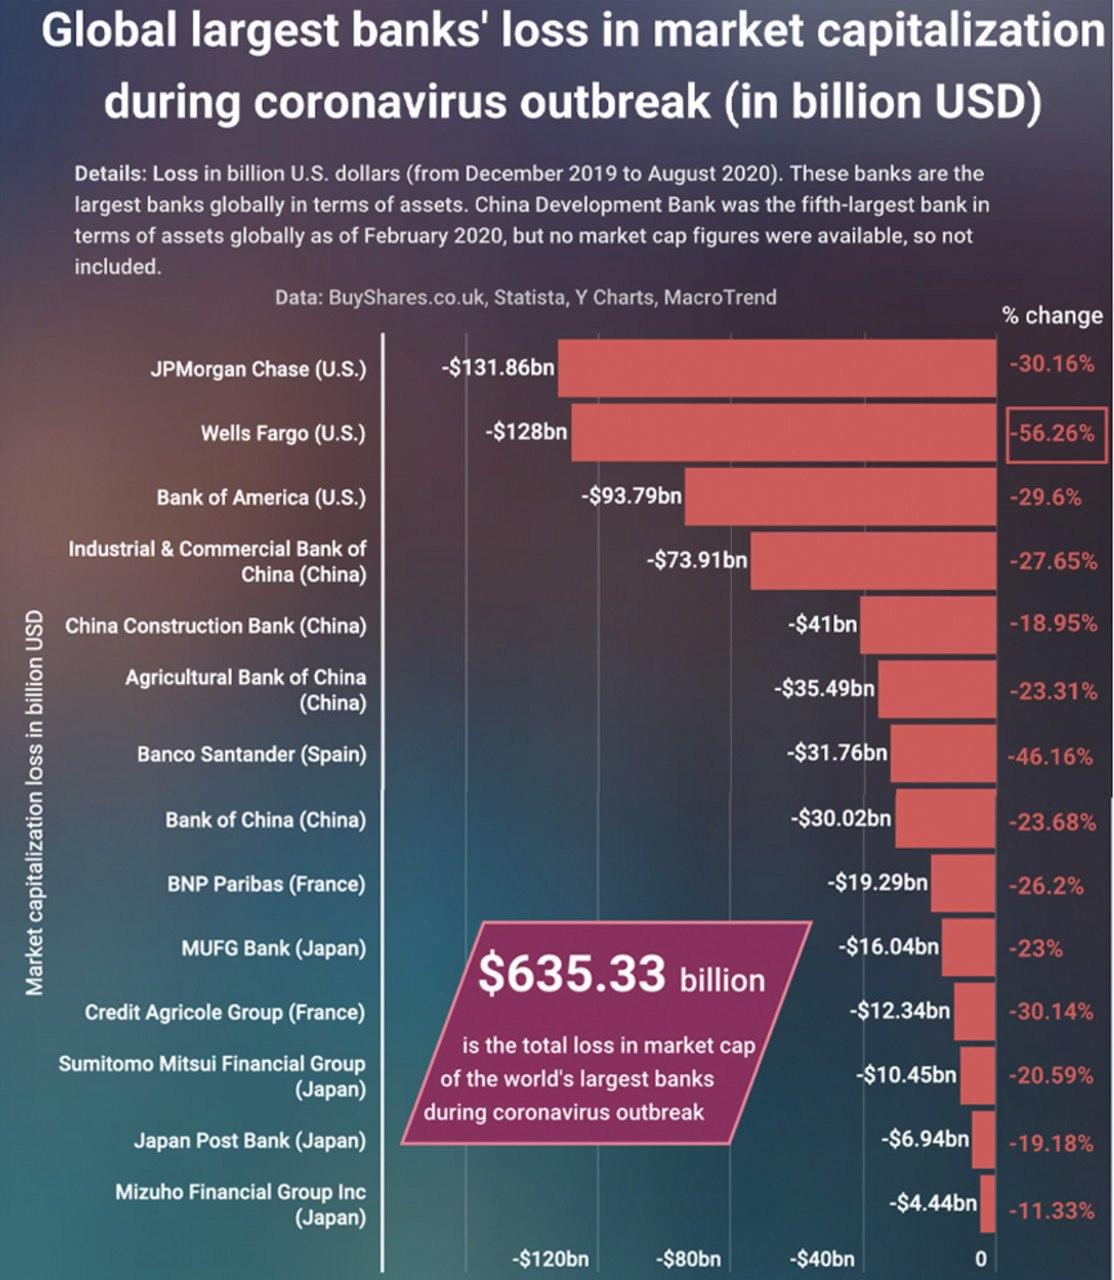 Global largest banks' loss in market capitalization
during coronavirus outbreak (in billion USD)
Details: Loss in billion U.S. dollars (from December 2019 to August 2020). These banks are the
largest banks globally in terms of assets. China Development Bank was the fifth-largest bank in
terms of assets globally as of February 2020, but no market cap figures were available, so not
included.
Data: BuyShares.co.uk, Statista, Y Charts, MacroTrend
% change
Market capitalization loss in billion USD
JPMorgan Chase (U.S.) -$131.86bn -30.16%
Wells Fargo (U.S.) -$128bn -56.26%
Bank of America (U.S.) -$93.79bn -29.6%
Industrial & Commercial Bank of
China (China) -$73.91bn -27.65%
China Construction Bank (China) -$41bn -18.95%
Agricultural Bank of China
(China) -$35.49bn -23.31%
Banco Santander (Spain) -$31.76bn -46.16%
Bank of China (China) -$30.02bn -23.68%
BNP Paribas (France) -$19.29bn -26.2%
MUFG Bank (Japan) -$16.04bn -23%
Credit Agricole Group (France) -$12.34bn -30.14%
Sumitomo Mitsui Financial Group
(Japan) -$10.45bn -20.59%
Japan Post Bank (Japan) -$6.94bn -19.18%
Mizuho Financial Group Inc
(Japan) -$4.44bn -11.33%
$635.33 billion
is the total loss in market cap
of the world's largest banks
during coronavirus outbreak
-$120bn -$80bn -$40bn 0